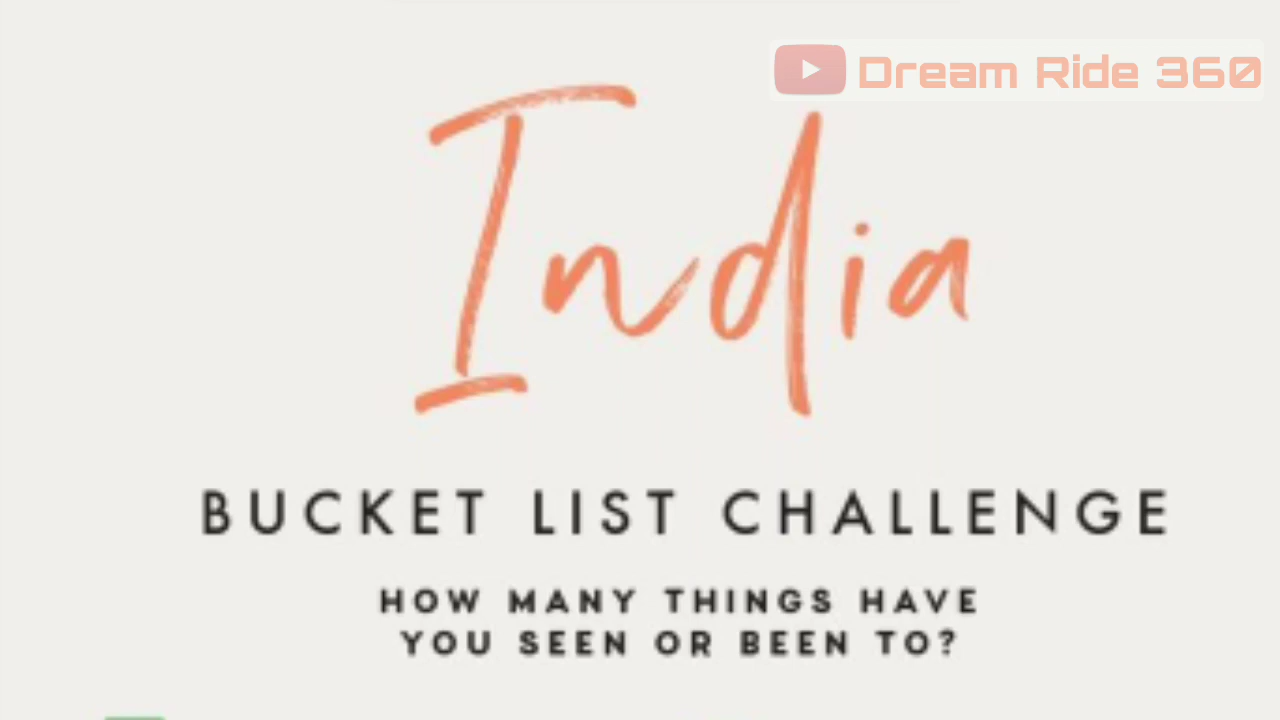 Dream Ride 360
India
BUCKET LIST CHALLENGE
HOW MANY THINGS HAVE
YOU SEEN OR BEEN TO?